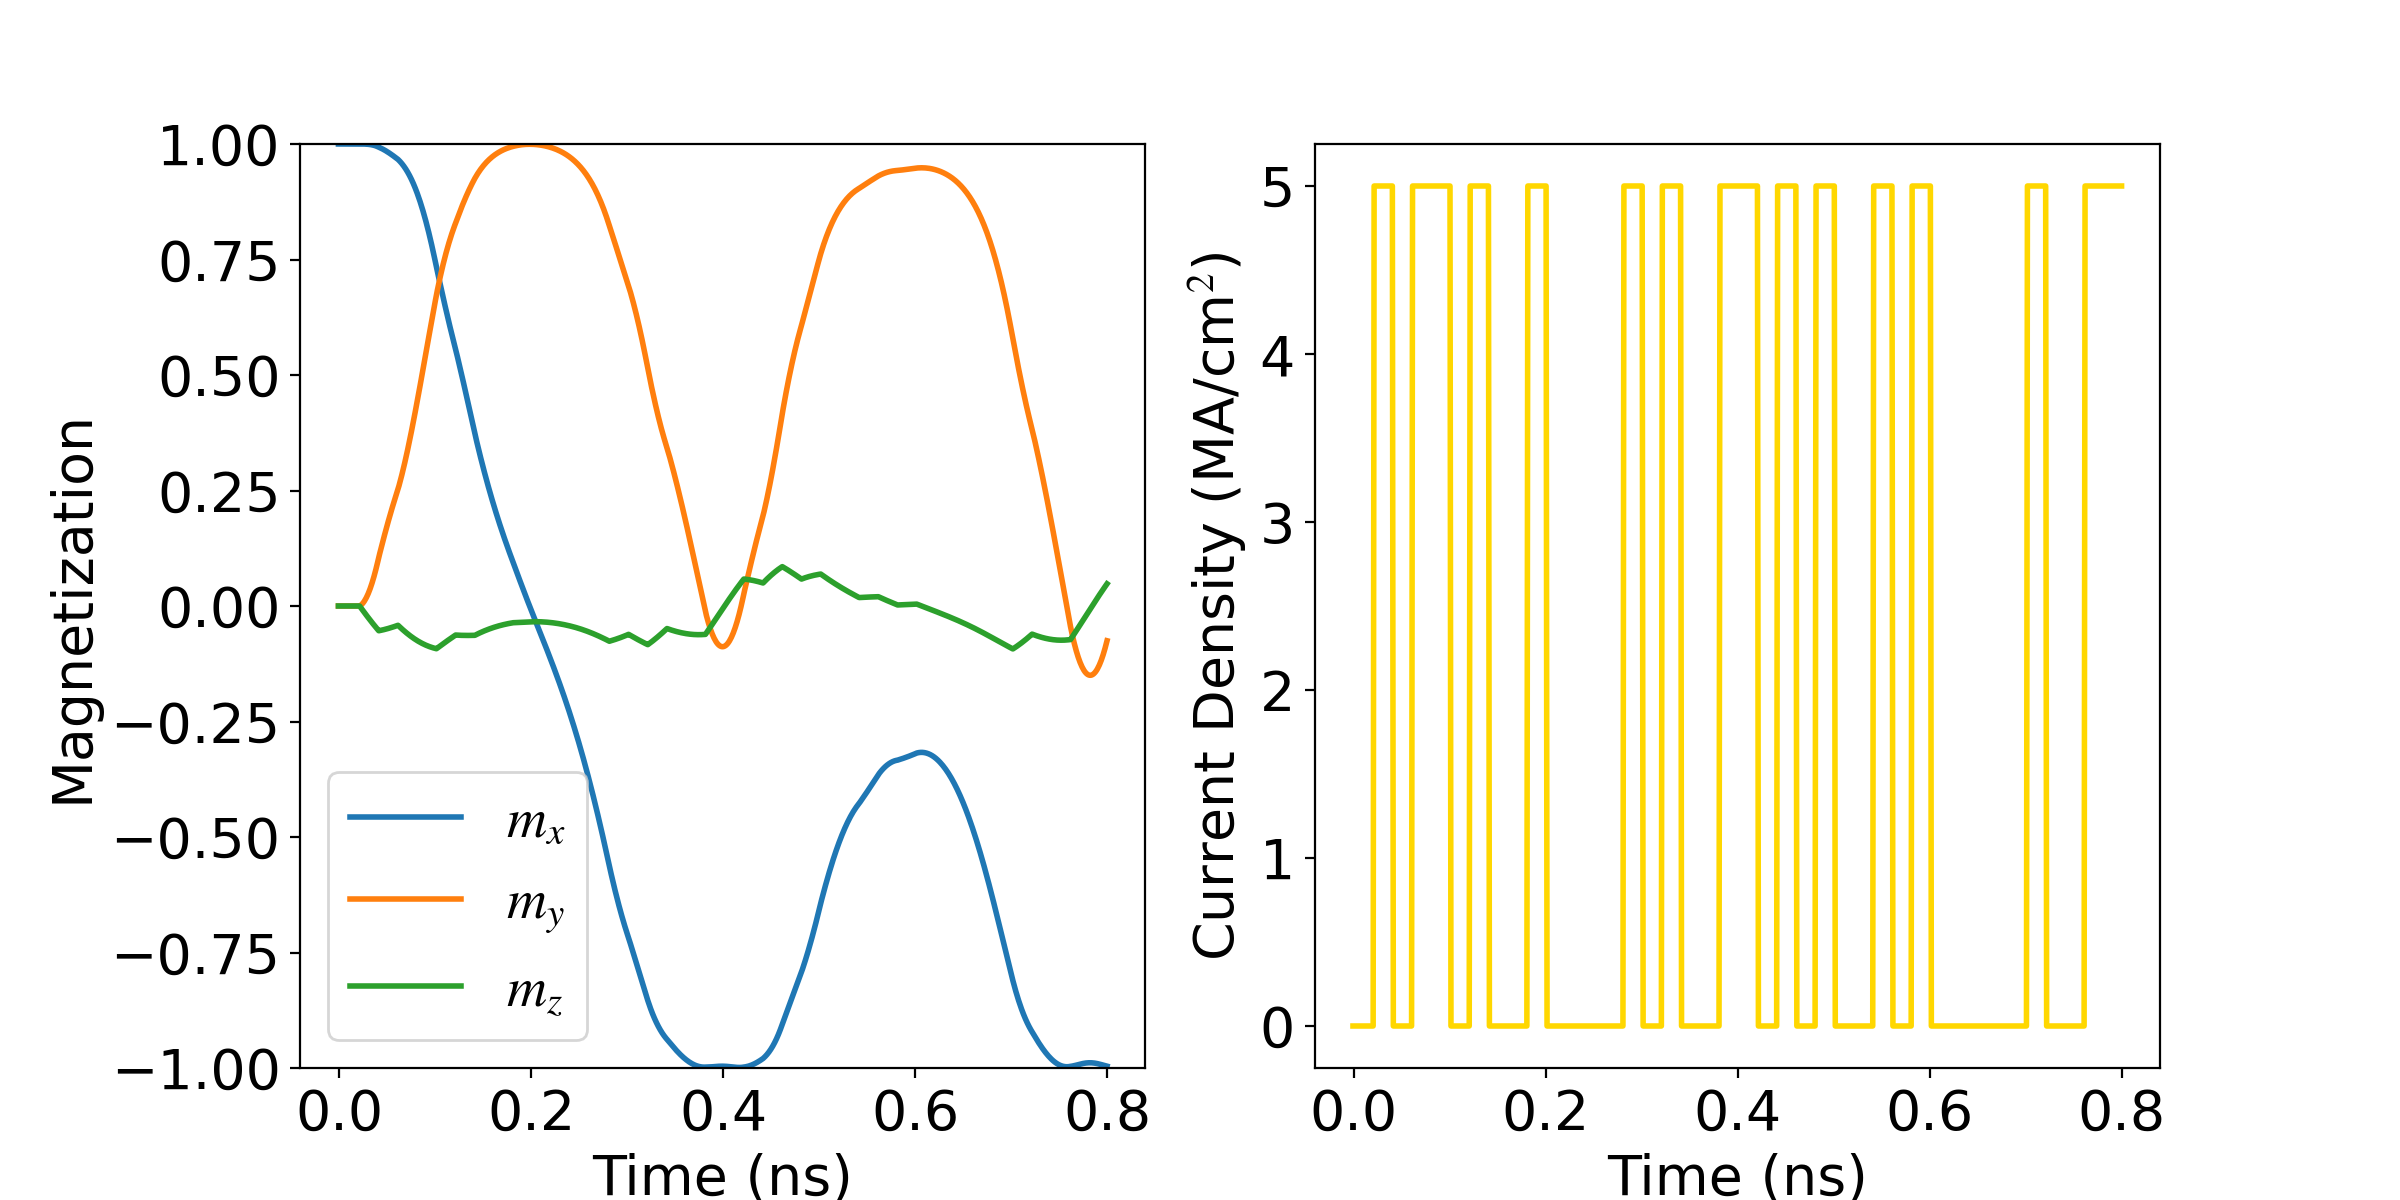 Magnetization
1.00
0.75
0.50
0.25
0.00
−0.25
−0.50
−0.75
−1.00
m_x
m_y
m_z
0.0 0.2 0.4 0.6 0.8
Time (ns)
Current Density (MA/cm²)
5
4
3
2
1
0
0.0 0.2 0.4 0.6 0.8
Time (ns)